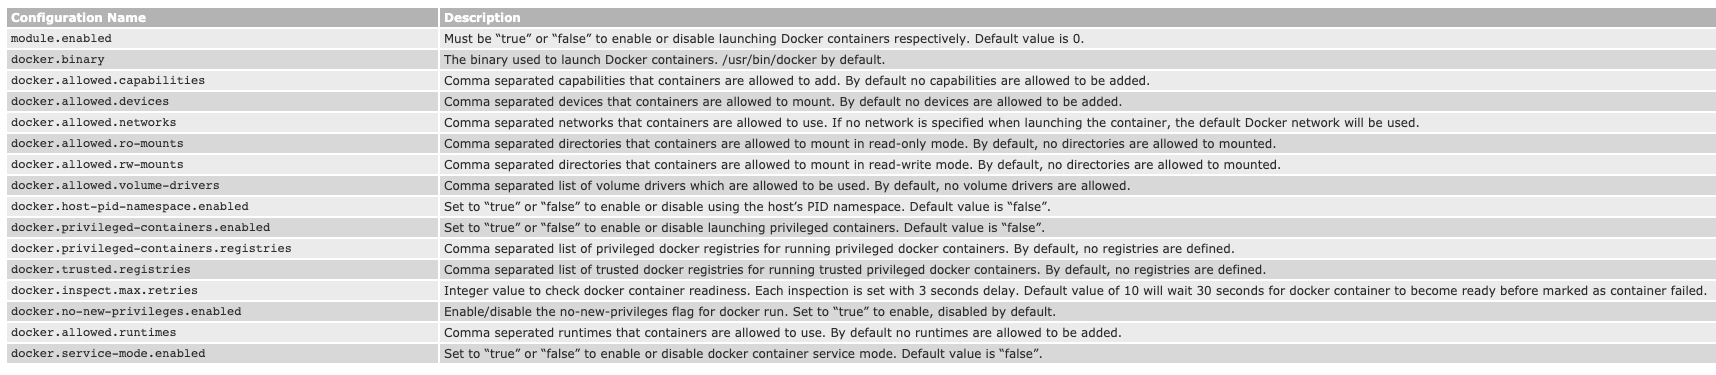 Configuration Name Description
module.enabled Must be “true” or “false” to enable or disable launching Docker containers respectively. Default value is 0.
docker.binary The binary used to launch Docker containers. /usr/bin/docker by default.
docker.allowed.capabilities Comma separated capabilities that containers are allowed to add. By default no capabilities are allowed to be added.
docker.allowed.devices Comma separated devices that containers are allowed to mount. By default no devices are allowed to be added.
docker.allowed.networks Comma separated networks that containers are allowed to use. If no network is specified when launching the container, the default Docker network will be used.
docker.allowed.ro-mounts Comma separated directories that containers are allowed to mount in read-only mode. By default, no directories are allowed to mounted.
docker.allowed.rw-mounts Comma separated directories that containers are allowed to mount in read-write mode. By default, no directories are allowed to mounted.
docker.allowed.volume-drivers Comma separated list of volume drivers which are allowed to be used. By default, no volume drivers are allowed.
docker.host-pid-namespace.enabled Set to “true” or “false” to enable or disable using the host’s PID namespace. Default value is “false”.
docker.privileged-containers.enabled Set to “true” or “false” to enable or disable launching privileged containers. Default value is “false”.
docker.privileged-containers.registries Comma separated list of privileged docker registries for running privileged docker containers. By default, no registries are defined.
docker.trusted.registries Comma separated list of trusted docker registries for running trusted privileged docker containers. By default, no registries are defined.
docker.inspect.max.retries Integer value to check docker container readiness. Each inspection is set with 3 seconds delay. Default value of 10 will wait 30 seconds for docker container to become ready before marked as container failed.
docker.no-new-privileges.enabled Enable/disable the no-new-privileges flag for docker run. Set to “true” to enable, disabled by default.
docker.allowed.runtimes Comma seperated runtimes that containers are allowed to use. By default no runtimes are allowed to be added.
docker.service-mode.enabled Set to “true” or “false” to enable or disable docker container service mode. Default value is “false”.